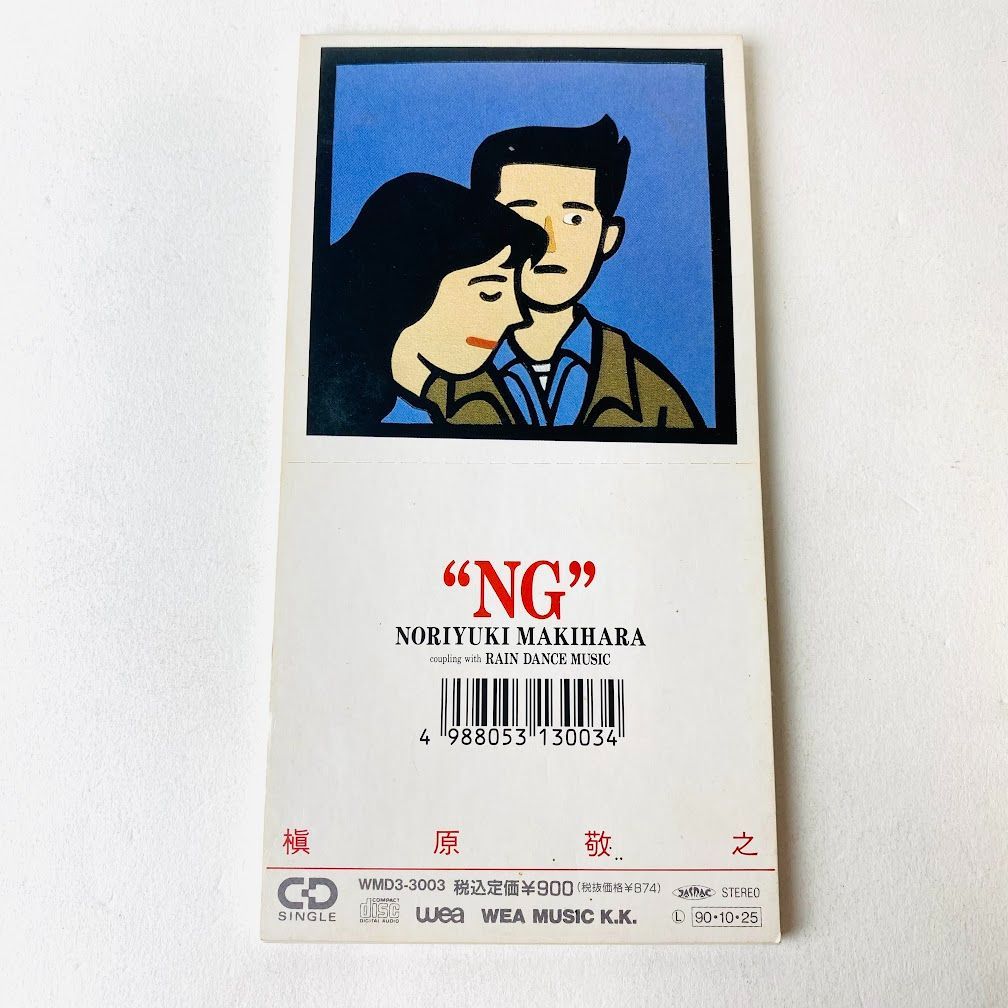 “NG”
NORIYUKI MAKIHARA
coupling with RAIN DANCE MUSIC
4 988053 130034
槇原敬之
CD SINGLE
WMD3-3003 税込定価¥900 (税抜価格¥874) JASRAC STEREO
COMPACT disc DIGITAL AUDIO wea WEA MUSIC K.K. Ⓛ 90・10・25